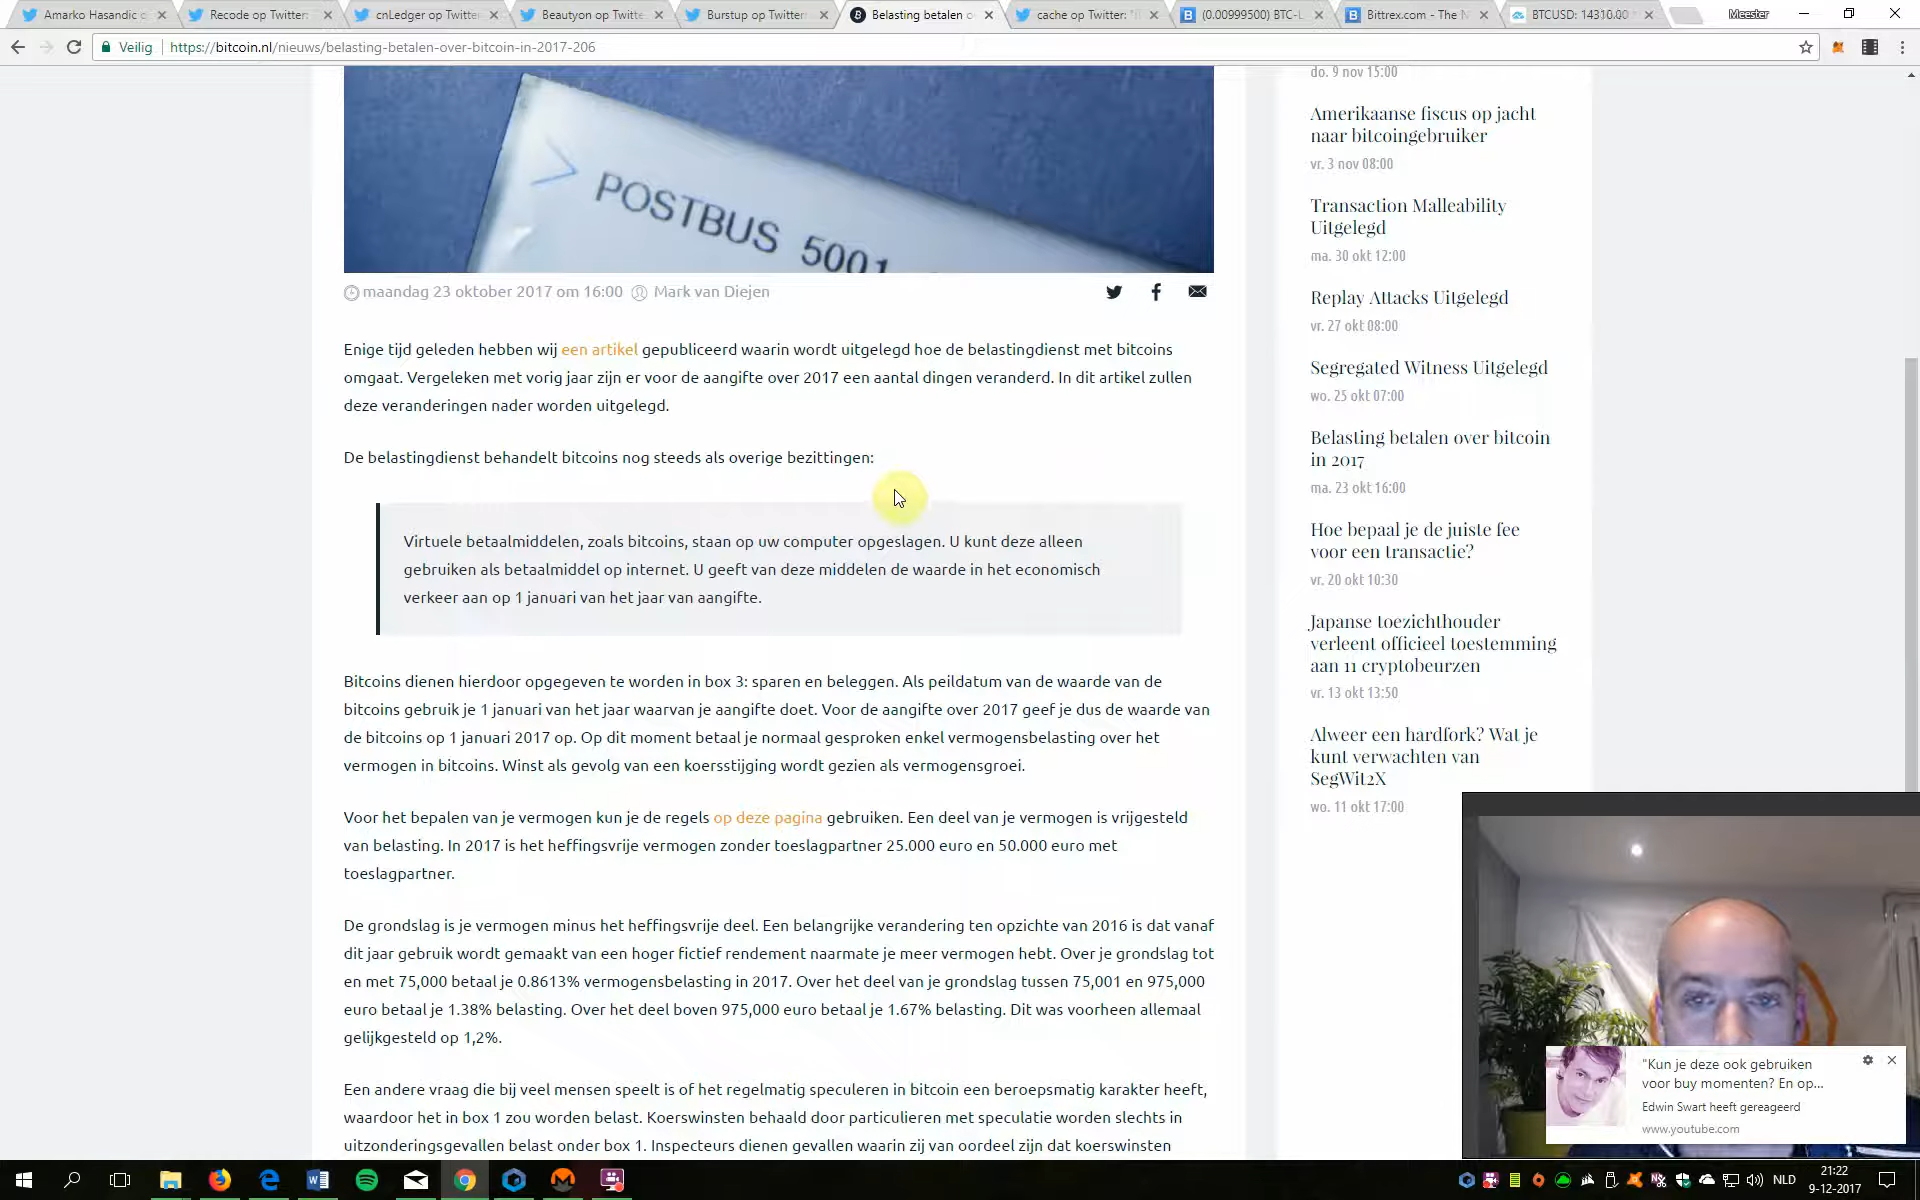 Amarko Hasandic o
Recode op Twitter:
cnLedger op Twitte
Beautyon op Twitte
Burstup op Twitter:
Belasting betalen o
cache op Twitter: "I
(0.00999500) BTC-L
Bittrex.com - The N
BTCUSD: 14310.00
Meester
Veilig
https://bitcoin.nl/nieuws/belasting-betalen-over-bitcoin-in-2017-206
POSTBUS 5001
maandag 23 oktober 2017 om 16:00 Mark van Diejen
Enige tijd geleden hebben wij een artikel gepubliceerd waarin wordt uitgelegd hoe de belastingdienst met bitcoins
omgaat. Vergeleken met vorig jaar zijn er voor de aangifte over 2017 een aantal dingen veranderd. In dit artikel zullen
deze veranderingen nader worden uitgelegd.
De belastingdienst behandelt bitcoins nog steeds als overige bezittingen:
Virtuele betaalmiddelen, zoals bitcoins, staan op uw computer opgeslagen. U kunt deze alleen
gebruiken als betaalmiddel op internet. U geeft van deze middelen de waarde in het economisch
verkeer aan op 1 januari van het jaar van aangifte.
Bitcoins dienen hierdoor opgegeven te worden in box 3: sparen en beleggen. Als peildatum van de waarde van de
bitcoins gebruik je 1 januari van het jaar waarvan je aangifte doet. Voor de aangifte over 2017 geef je dus de waarde van
de bitcoins op 1 januari 2017 op. Op dit moment betaal je normaal gesproken enkel vermogensbelasting over het
vermogen in bitcoins. Winst als gevolg van een koersstijging wordt gezien als vermogensgroei.
Voor het bepalen van je vermogen kun je de regels op deze pagina gebruiken. Een deel van je vermogen is vrijgesteld
van belasting. In 2017 is het heffingsvrije vermogen zonder toeslagpartner 25.000 euro en 50.000 euro met
toeslagpartner.
De grondslag is je vermogen minus het heffingsvrije deel. Een belangrijke verandering ten opzichte van 2016 is dat vanaf
dit jaar gebruik wordt gemaakt van een hoger fictief rendement naarmate je meer vermogen hebt. Over je grondslag tot
en met 75,000 betaal je 0.8613% vermogensbelasting in 2017. Over het deel van je grondslag tussen 75,001 en 975,000
euro betaal je 1.38% belasting. Over het deel boven 975,000 euro betaal je 1.67% belasting. Dit was voorheen allemaal
gelijkgesteld op 1,2%.
Een andere vraag die bij veel mensen speelt is of het regelmatig speculeren in bitcoin een beroepsmatig karakter heeft,
waardoor het in box 1 zou worden belast. Koerswinsten behaald door particulieren met speculatie worden slechts in
uitzonderingsgevallen belast onder box 1. Inspecteurs dienen gevallen waarin zij van oordeel zijn dat koerswinsten
do. 9 nov 15:00
Amerikaanse fiscus op jacht
naar bitcoingebruiker
vr. 3 nov 08:00
Transaction Malleability
Uitgelegd
ma. 30 okt 12:00
Replay Attacks Uitgelegd
vr. 27 okt 08:00
Segregated Witness Uitgelegd
wo. 25 okt 07:00
Belasting betalen over bitcoin
in 2017
ma. 23 okt 16:00
Hoe bepaal je de juiste fee
voor een transactie?
vr. 20 okt 10:30
Japanse toezichthouder
verleent officieel toestemming
aan 11 cryptobeurzen
vr. 13 okt 13:50
Alweer een hardfork? Wat je
kunt verwachten van
SegWit2X
wo. 11 okt 17:00
"Kun je deze ook gebruiken
voor buy momenten? En op...
Edwin Swart heeft gereageerd
www.youtube.com
NLD
21:22
9-12-2017